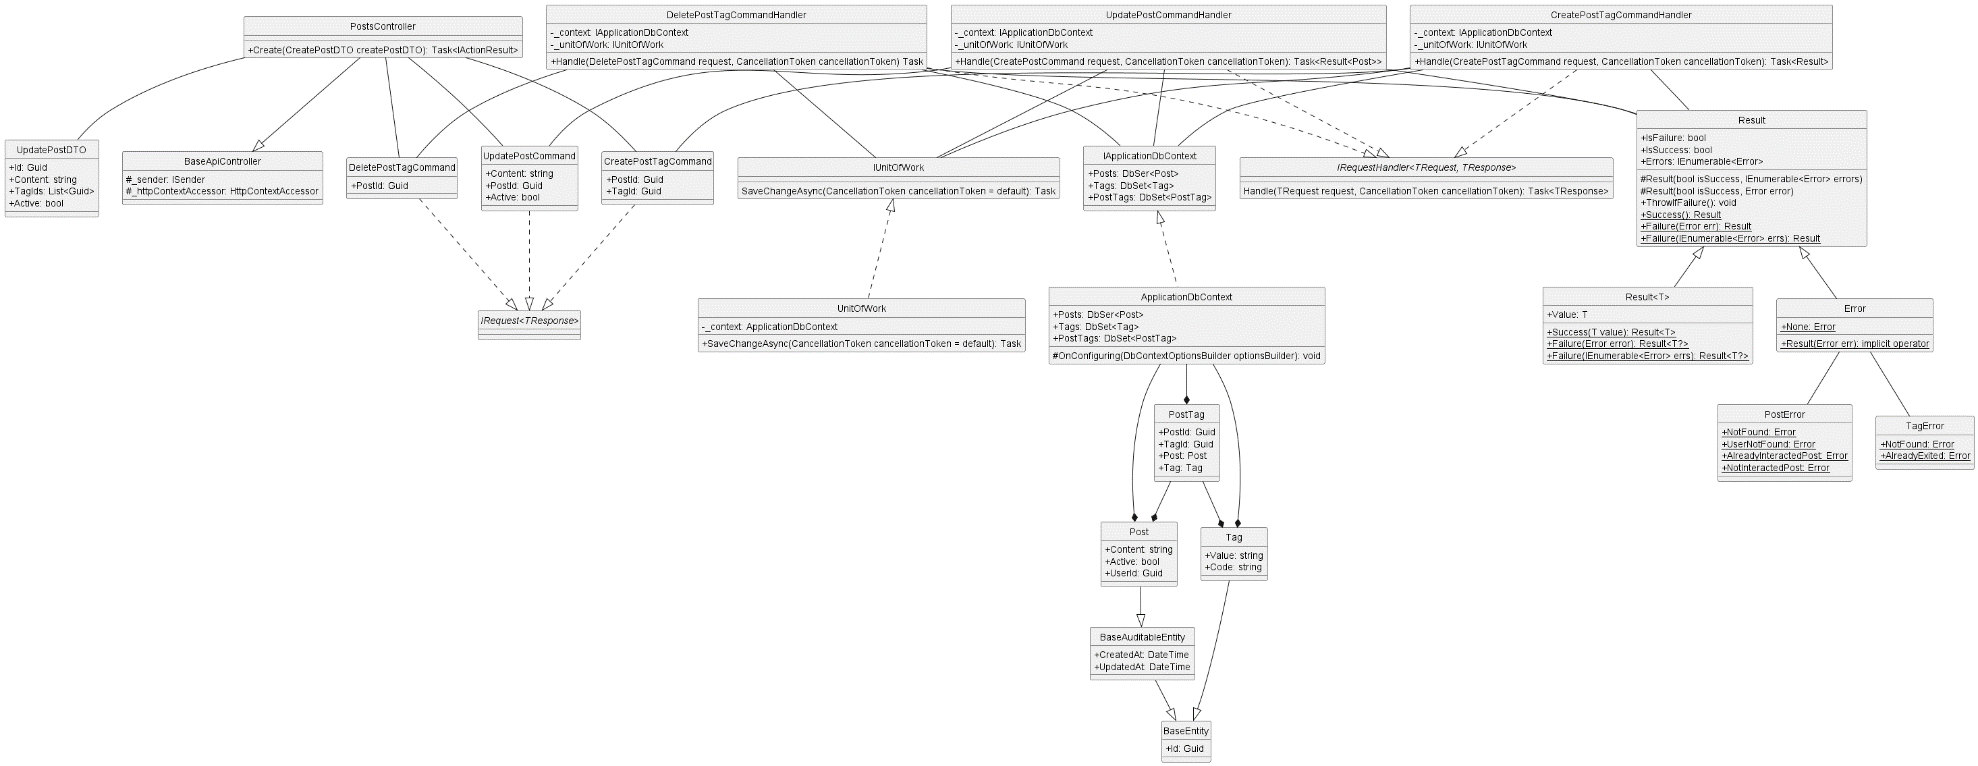 PostsController
+Create(CreatePostDTO createPostDTO): Task<IActionResult>
DeletePostTagCommandHandler
-_context: IApplicationDbContext
-_unitOfWork: IUnitOfWork
+Handle(DeletePostTagCommand request, CancellationToken cancellationToken) Task
UpdatePostCommandHandler
-_context: IApplicationDbContext
-_unitOfWork: IUnitOfWork
+Handle(CreatePostCommand request, CancellationToken cancellationToken): Task<Result<Post>>
CreatePostTagCommandHandler
-_context: IApplicationDbContext
-_unitOfWork: IUnitOfWork
+Handle(CreatePostTagCommand request, CancellationToken cancellationToken): Task<Result>
UpdatePostDTO
+Id: Guid
+Content: string
+TagIds: List<Guid>
+Active: bool
BaseApiController
#_sender: ISender
#_httpContextAccessor: HttpContextAccessor
DeletePostTagCommand
+PostId: Guid
UpdatePostCommand
+Content: string
+PostId: Guid
+Active: bool
CreatePostTagCommand
+PostId: Guid
+TagId: Guid
IUnitOfWork
SaveChangeAsync(CancellationToken cancellationToken = default): Task
IApplicationDbContext
+Posts: DbSer<Post>
+Tags: DbSet<Tag>
+PostTags: DbSet<PostTag>
IRequestHandler<TRequest, TResponse>
Handle(TRequest request, CancellationToken cancellationToken): Task<TResponse>
Result
+IsFailure: bool
+IsSuccess: bool
+Errors: IEnumerable<Error>
#Result(bool isSuccess, IEnumerable<Error> errors)
#Result(bool isSuccess, Error error)
+ThrowIfFailure(): void
+Success(): Result
+Failure(Error err): Result
+Failure(IEnumerable<Error> errs): Result
IRequest<TResponse>
UnitOfWork
-_context: ApplicationDbContext
+SaveChangeAsync(CancellationToken cancellationToken = default): Task
ApplicationDbContext
+Posts: DbSer<Post>
+Tags: DbSet<Tag>
+PostTags: DbSet<PostTag>
#OnConfiguring(DbContextOptionsBuilder optionsBuilder): void
Result<T>
+Value: T
+Success(T value): Result<T>
+Failure(Error error): Result<T?>
+Failure(IEnumerable<Error> errs): Result<T?>
Error
+None: Error
+Result(Error err): implicit operator
PostTag
+PostId: Guid
+TagId: Guid
+Post: Post
+Tag: Tag
PostError
+NotFound: Error
+UserNotFound: Error
+AlreadyInteractedPost: Error
+NotInteractedPost: Error
TagError
+NotFound: Error
+AlreadyExited: Error
Post
+Content: string
+Active: bool
+UserId: Guid
Tag
+Value: string
+Code: string
BaseAuditableEntity
+CreatedAt: DateTime
+UpdatedAt: DateTime
BaseEntity
+Id: Guid